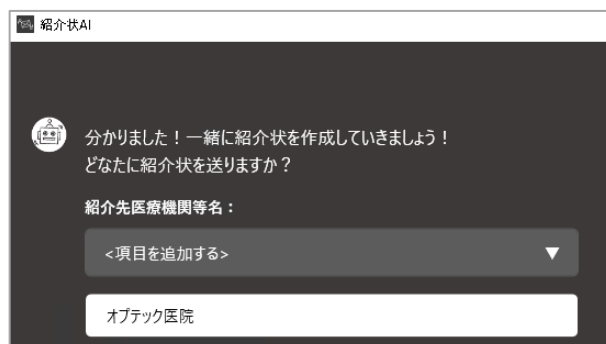 紹介状AI
分かりました！一緒に紹介状を作成していきましょう！
どなたに紹介状を送りますか？
紹介先医療機関等名：
<項目を追加する>
オプテック医院